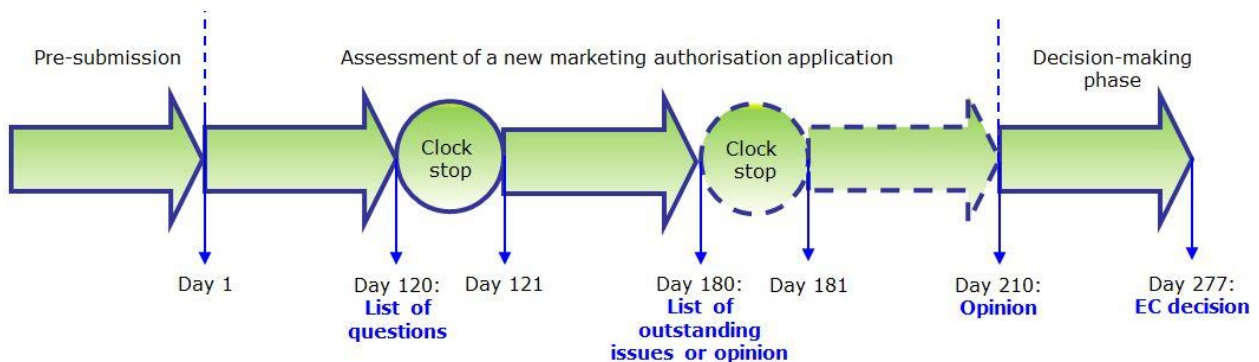 Pre-submission
Assessment of a new marketing authorisation application
Decision-making
phase
Clock
stop
Clock
stop
Day 1
Day 120:
List of
questions
Day 121
Day 180:
List of
outstanding
issues or opinion
Day 181
Day 210:
Opinion
Day 277:
EC decision